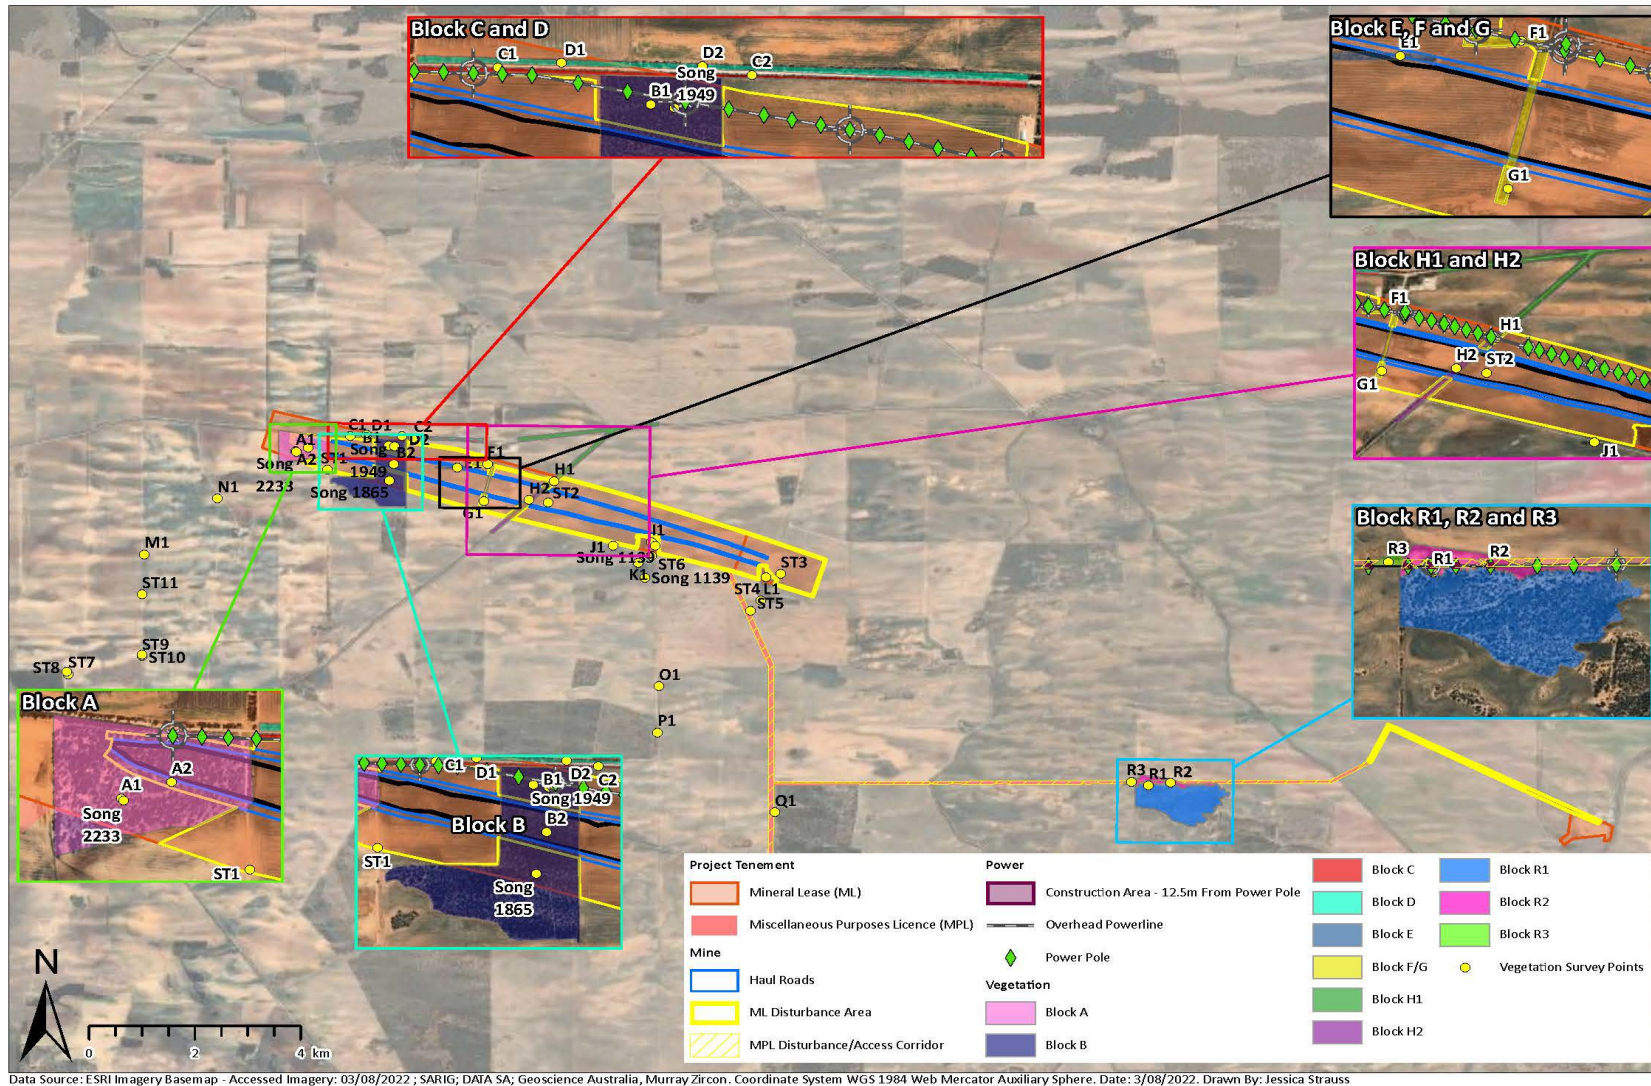 Block C and D
C1
D1
D2
C2
Song
1949
B1
Block E, F and G
E1
F1
G1
Block H1 and H2
F1
H1
H2
ST2
G1
J1
C1
D1
C2
B1
D2
A1
Song
B2
A2
ST1
E1
F1
Song
1949
2233
Song 1865
H1
H2
ST2
N1
G1
Block R1, R2 and R3
R3
R1
R2
M1
I1
J1
Song 1139
ST6
ST3
K1
Song 1139
ST11
ST4
L1
ST5
ST9
ST10
ST8
ST7
O1
P1
Block A
A1
A2
Song
2233
ST1
C1
D1
B1
D2
C2
Song 1949
Block B
B2
ST1
Song
1865
R3
R1
R2
Q1
Project Tenement
Mineral Lease (ML)
Miscellaneous Purposes Licence (MPL)
Mine
Haul Roads
ML Disturbance Area
MPL Disturbance/Access Corridor
Power
Construction Area - 12.5m From Power Pole
Overhead Powerline
Power Pole
Vegetation
Block A
Block B
Block C
Block D
Block E
Block F/G
Block H1
Block H2
Block R1
Block R2
Block R3
Vegetation Survey Points
N
0
2
4 km
Data Source: ESRI Imagery Basemap - Accessed Imagery: 03/08/2022 ; SARIG; DATA SA; Geoscience Australia, Murray Zircon. Coordinate System WGS 1984 Web Mercator Auxiliary Sphere. Date: 3/08/2022. Drawn By: Jessica Strauss